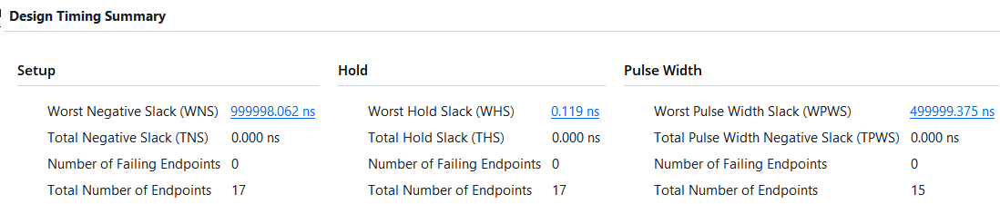 Design Timing Summary
Setup Hold Pulse Width
Worst Negative Slack (WNS) 999998.062 ns Worst Hold Slack (WHS) 0.119 ns Worst Pulse Width Slack (WPWS) 499999.375 ns
Total Negative Slack (TNS) 0.000 ns Total Hold Slack (THS) 0.000 ns Total Pulse Width Negative Slack (TPWS) 0.000 ns
Number of Failing Endpoints 0 Number of Failing Endpoints 0 Number of Failing Endpoints 0
Total Number of Endpoints 17 Total Number of Endpoints 17 Total Number of Endpoints 15